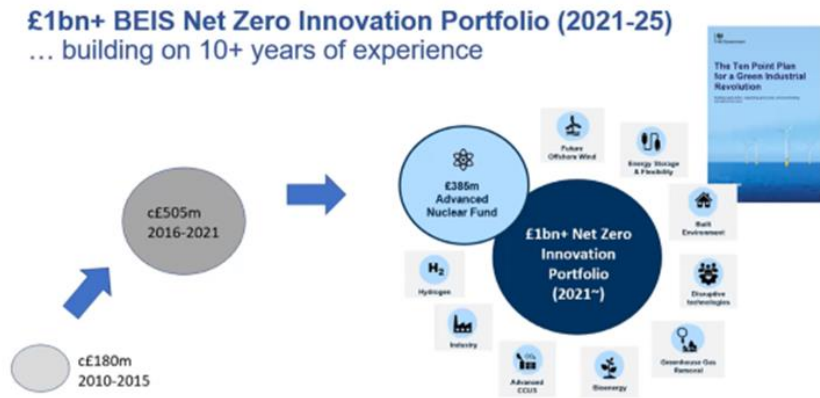 £1bn+ BEIS Net Zero Innovation Portfolio (2021-25)
... building on 10+ years of experience
The Ten Point Plan
for a Green Industrial
Revolution
c£505m
2016-2021
c£180m
2010-2015
£385m
Advanced
Nuclear Fund
£1bn+ Net Zero
Innovation
Portfolio
(2021~)
Future
Offshore Wind
Energy Storage
& Flexibility
Built
Environment
Disruptive
technologies
Greenhouse Gas
Removal
Bioenergy
CO₂
Advanced
CCUS
Industry
H₂
Hydrogen